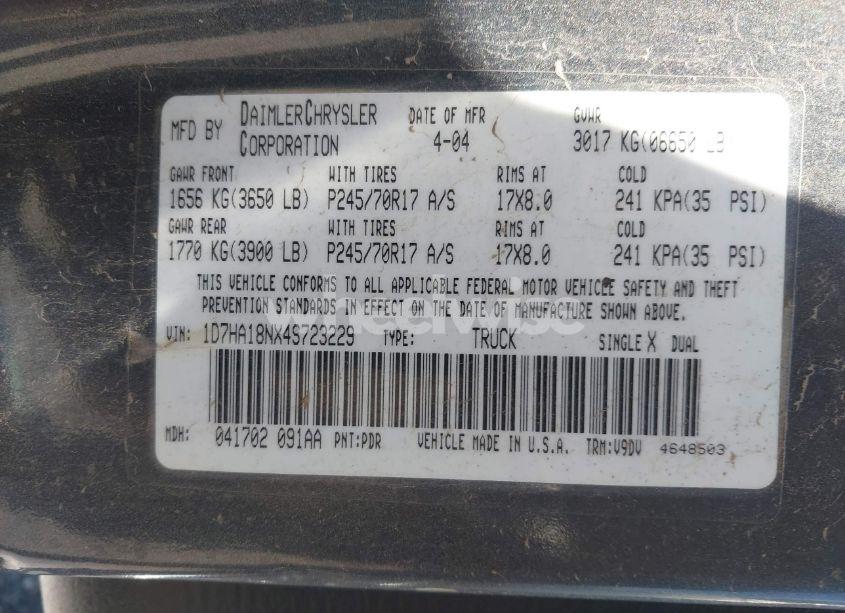 MFD BY DAIMLERCHRYSLER CORPORATION DATE OF MFR 4-04 GVWR 3017 KG(06650 LB)
GAWR FRONT WITH TIRES RIMS AT COLD
1656 KG(3650 LB) P245/70R17 A/S 17X8.0 241 KPA(35 PSI)
GAWR REAR WITH TIRES RIMS AT COLD
1770 KG(3900 LB) P245/70R17 A/S 17X8.0 241 KPA(35 PSI)
THIS VEHICLE CONFORMS TO ALL APPLICABLE FEDERAL MOTOR VEHICLE SAFETY AND THEFT
PREVENTION STANDARDS IN EFFECT ON THE DATE OF MANUFACTURE SHOWN ABOVE.
VIN: 1D7HA18NX4S723229 TYPE: TRUCK SINGLE X DUAL
MDH: 041702 091AA PNT:PDR VEHICLE MADE IN U.S.A. TRM:V9DV 4648503